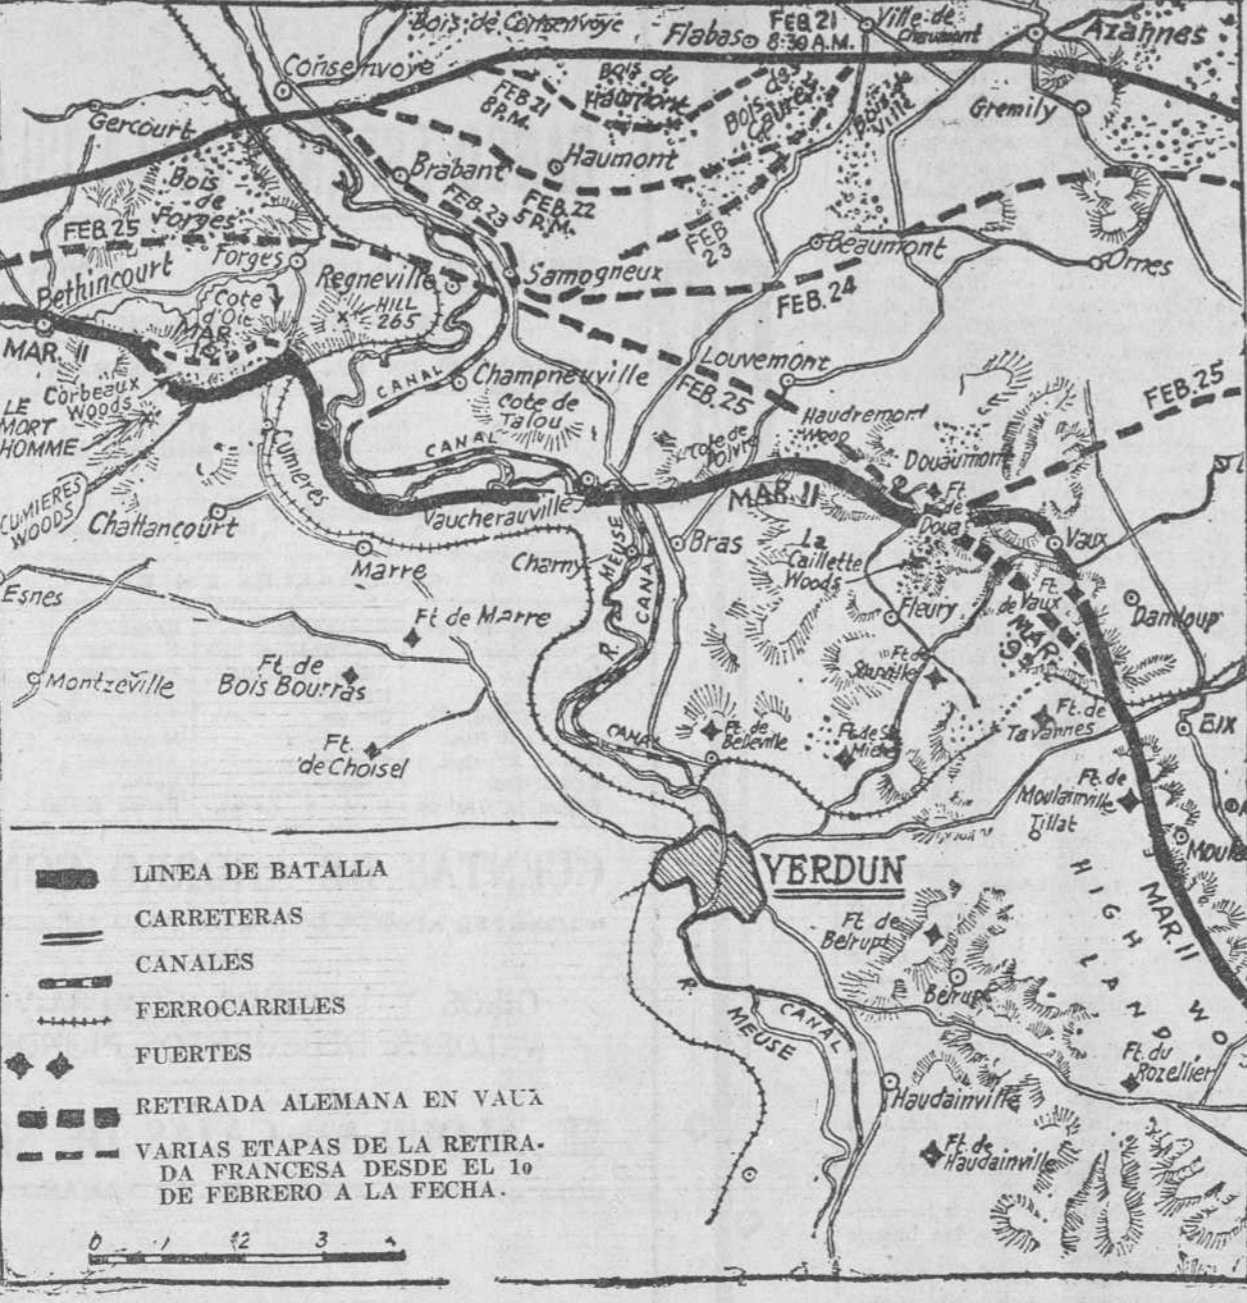 Bois de Consenvoye
Flabas
FEB. 21
8:30 A.M.
Ville de
Chaumont
Azannes
Consenvoye
Bois du
Haumont
Bois des
Caures
Bois de
Ville
Gremily
FEB 21
8 P.M.
Gercourt
Brabant
Haumont
Bois
de
Forges
FEB. 23
FEB. 22
5 P.M.
FEB. 25
FEB
23
Beaumont
Ornes
Forges
Regneville
Samogneux
FEB. 24
Bethincourt
Cote
d'Oie
HILL
265
MAR.
MAR. 11
Louvemont
CANAL
Champneuville
FEB. 25
FEB. 25
Corbeaux
Woods
LE
MORT
HOMME
Cote de
Talou
Haudremont
Wood
Cumieres
CANAL
Cote de
Poivre
Douaumont
CUMIERES
WOODS
Chattancourt
Vaucherauville
MAR. 11
Ft.
de
Doua
Vaux
Marre
Charny
MEUSE
R.
CANAL
Bras
La
Caillette
Woods
Esnes
Ft de Marre
Fleury
Ft.
de Vaux
MAR.
Damloup
Montzéville
Ft. de
Bois Bourras
Ft de
Souville
Ft.
de Choisel
CANAL
Ft. de
Belleville
Ft. de St
Michel
Ft. de
Tavannes
Eix
Ft. de
Moulainville
Tillat
VERDUN
HIGHLAND
MAR. 11
Ft. de
Belrupt
Belrupt
R.
MEUSE
CANAL
Ft. du
Rozellier
Haudainville
Ft. de
Haudainville
LINEA DE BATALLA
CARRETERAS
CANALES
FERROCARRILES
FUERTES
RETIRADA ALEMANA EN VAUX
VARIAS ETAPAS DE LA RETIRA-
DA FRANCESA DESDE EL 1o
DE FEBRERO A LA FECHA.
0 1 2 3 4